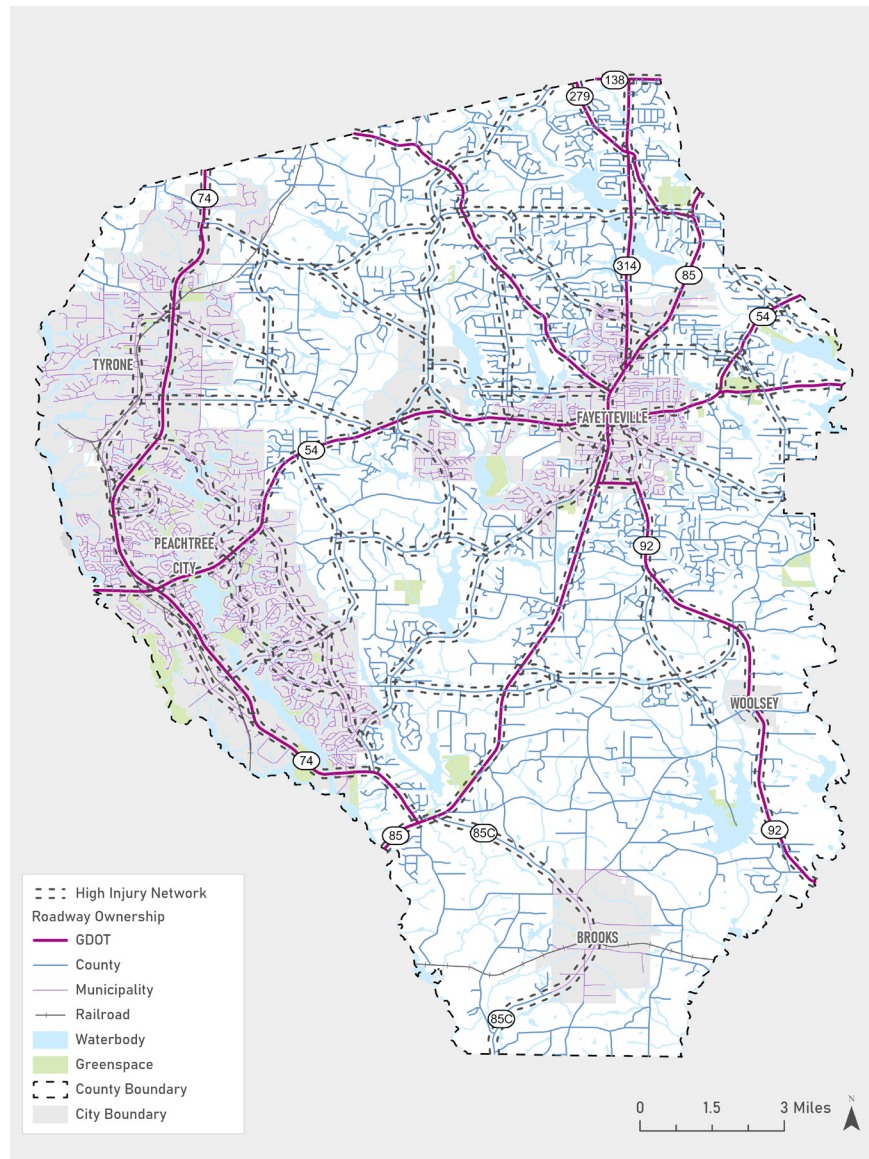 138
279
74
314
85
54
TYRONE
FAYETTEVILLE
54
PEACHTREE
CITY
92
WOOLSEY
74
85
85C
92
BROOKS
85C
High Injury Network
Roadway Ownership
GDOT
County
Municipality
Railroad
Waterbody
Greenspace
County Boundary
City Boundary
0 1.5 3 Miles
N